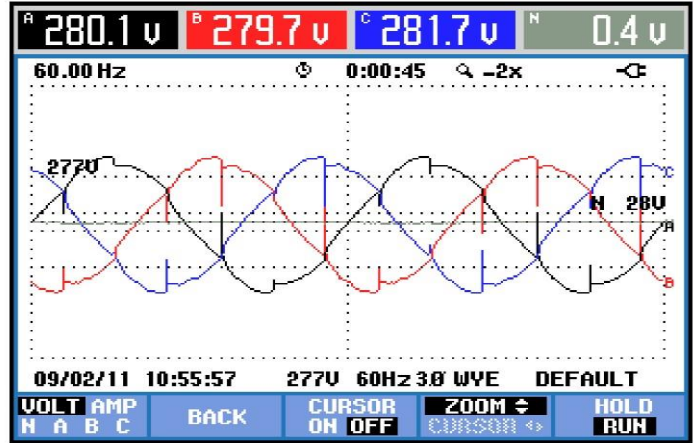 A 280.1 V B 279.7 V C 281.7 V N 0.4 V
60.00 Hz 0:00:45 -2x
277V
C
N 28V
A
B
09/02/11 10:55:57 277V 60Hz 3Ø WYE DEFAULT
VOLT AMP BACK CURSOR ZOOM HOLD
N A B C ON OFF CURSOR RUN